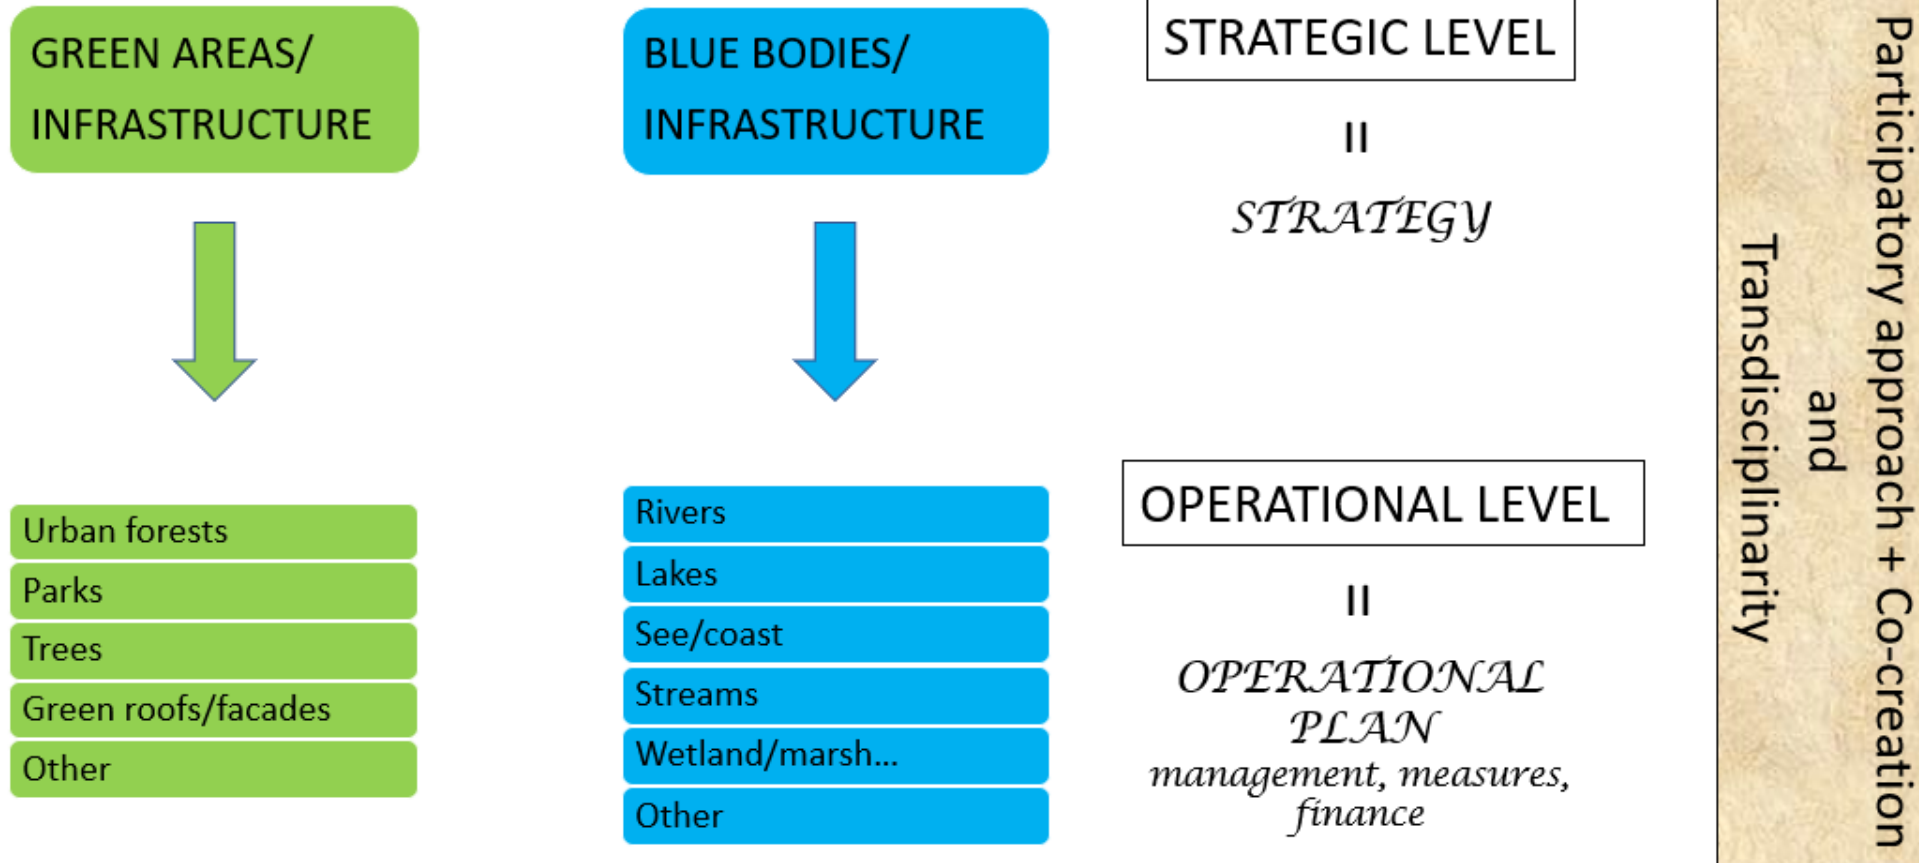 GREEN AREAS/
INFRASTRUCTURE
Urban forests
Parks
Trees
Green roofs/facades
Other
BLUE BODIES/
INFRASTRUCTURE
Rivers
Lakes
See/coast
Streams
Wetland/marsh...
Other
STRATEGIC LEVEL
=
STRATEGY
OPERATIONAL LEVEL
=
OPERATIONAL
PLAN
management, measures,
finance
Participatory approach + Co-creation
and
Transdisciplinarity